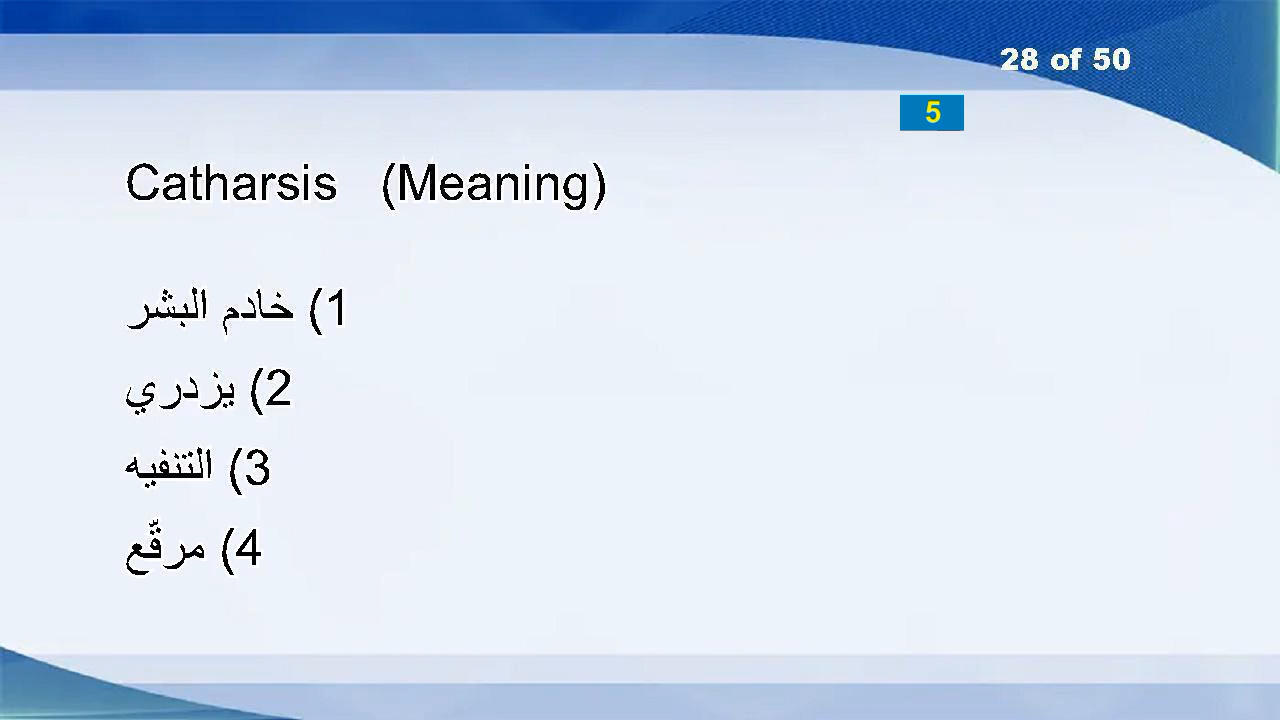 28 of 50
5
Catharsis (Meaning)
1) خادم البشر
2) يزدري
3) التنفيه
4) مرقّع